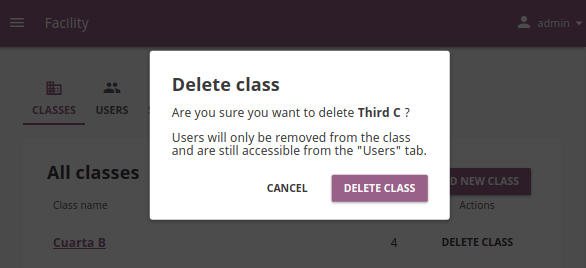 Facility
admin
CLASSES
USERS
Delete class
Are you sure you want to delete Third C ?
Users will only be removed from the class
and are still accessible from the "Users" tab.
CANCEL
DELETE CLASS
All classes
NEW CLASS
Class name
Actions
Cuarta B
4
DELETE CLASS